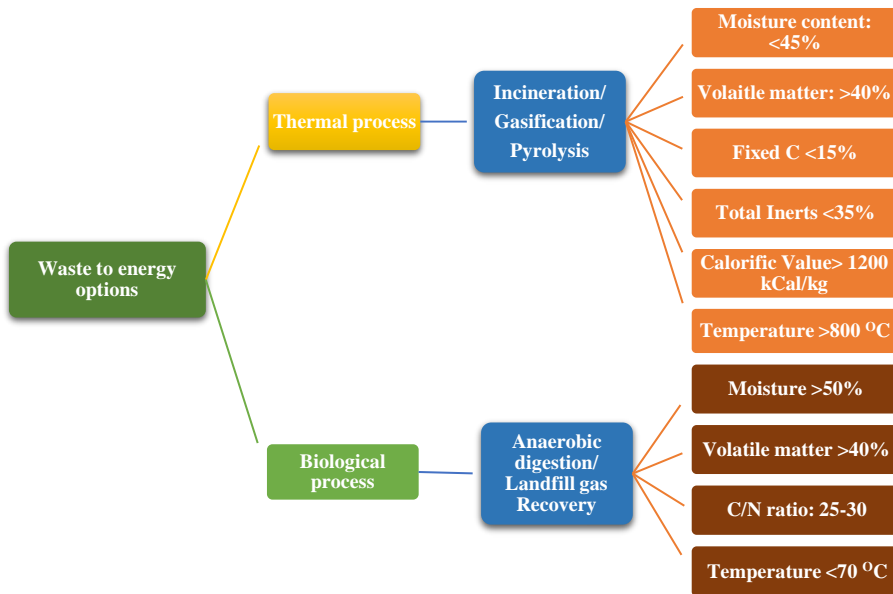 Waste to energy
options
Thermal process
Incineration/
Gasification/
Pyrolysis
Moisture content:
<45%
Volaitle matter: >40%
Fixed C <15%
Total Inerts <35%
Calorific Value> 1200
kCal/kg
Temperature >800 ᴼC
Biological
process
Anaerobic
digestion/
Landfill gas
Recovery
Moisture >50%
Volatile matter >40%
C/N ratio: 25-30
Temperature <70 ᴼC